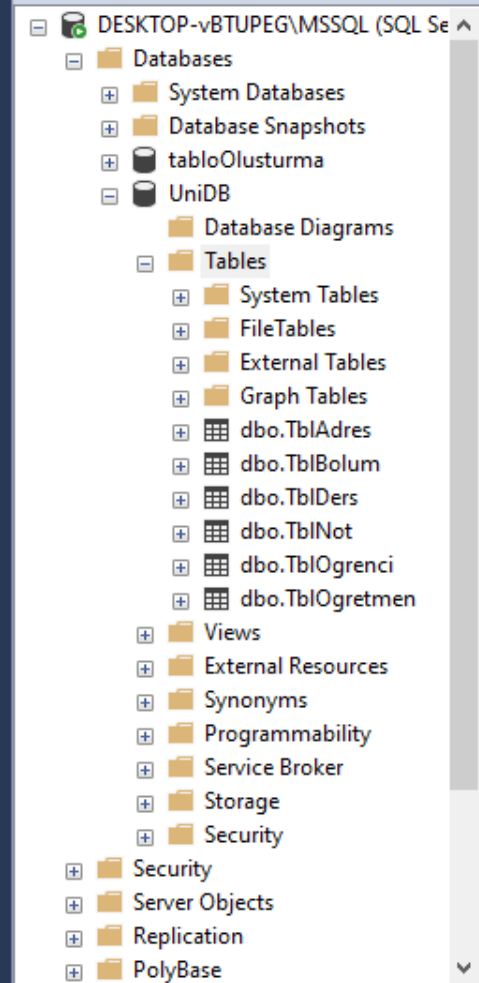 DESKTOP-vBTUPEG\MSSQL (SQL Se
Databases
System Databases
Database Snapshots
tabloOlusturma
UniDB
Database Diagrams
Tables
System Tables
FileTables
External Tables
Graph Tables
dbo.TblAdres
dbo.TblBolum
dbo.TblDers
dbo.TblNot
dbo.TblOgrenci
dbo.TblOgretmen
Views
External Resources
Synonyms
Programmability
Service Broker
Storage
Security
Security
Server Objects
Replication
PolyBase